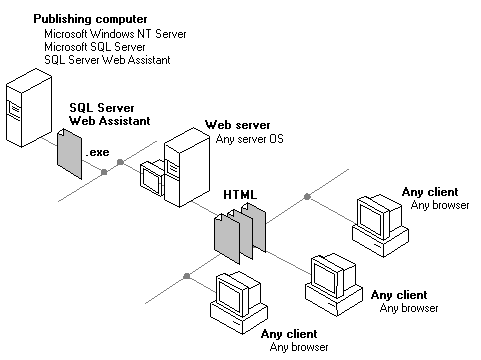 Publishing computer
Microsoft Windows NT Server
Microsoft SQL Server
SQL Server Web Assistant
SQL Server
Web Assistant
.exe
Web server
Any server OS
HTML
Any client
Any browser
Any client
Any browser
Any client
Any browser